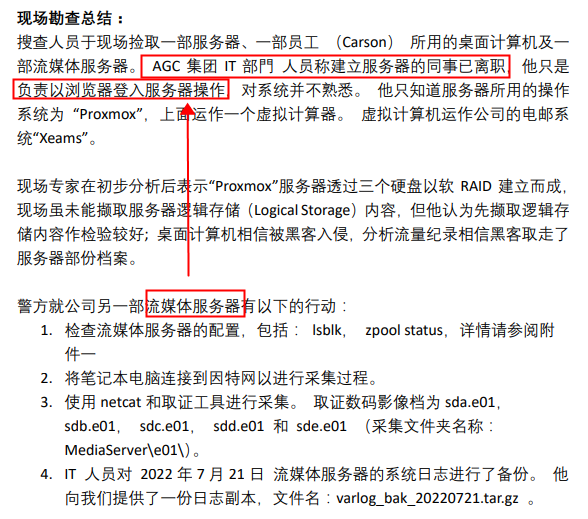 现场勘查总结：
搜查人员于现场捡取一部服务器、一部员工 （Carson） 所用的桌面计算机及一
部流媒体服务器。 AGC 集团 IT 部門 人员称建立服务器的同事已离职， 他只是
负责以浏览器登入服务器操作， 对系统并不熟悉。 他只知道服务器所用的操作
系统为 “Proxmox”，上面运作一个虚拟计算器。 虚拟计算机运作公司的电邮系
统“Xeams”。
现场专家在初步分析后表示“Proxmox”服务器透过三个硬盘以软 RAID 建立而成，
现场虽未能撷取服务器逻辑存储（Logical Storage）内容，但他认为先撷取逻辑存
储内容作检验较好; 桌面计算机相信被黑客入侵，分析流量纪录相信黑客取走了
服务器部份档案。
警方就公司另一部流媒体服务器有以下的行动：
1. 检查流媒体服务器的配置，包括： lsblk， zpool status，详情请参阅附
件一
2. 将笔记本电脑连接到因特网以进行采集过程。
3. 使用 netcat 和取证工具进行采集。 取证数码影像档为 sda.e01，
sdb.e01， sdc.e01， sdd.e01 和 sde.e01 （采集文件夹名称：
MediaServer\e01\）。
4. IT 人员对 2022 年 7 月 21 日 流媒体服务器的系统日志进行了备份。 他
向我们提供了一份日志副本，文件名：varlog_bak_20220721.tar.gz 。